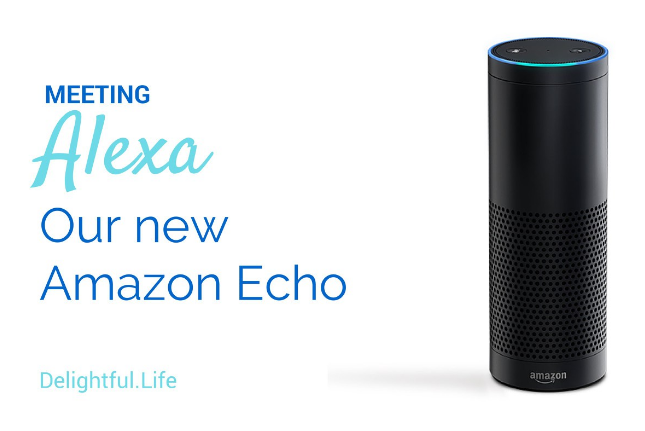 MEETING
Alexa
Our new
Amazon Echo
Delightful.Life
amazon